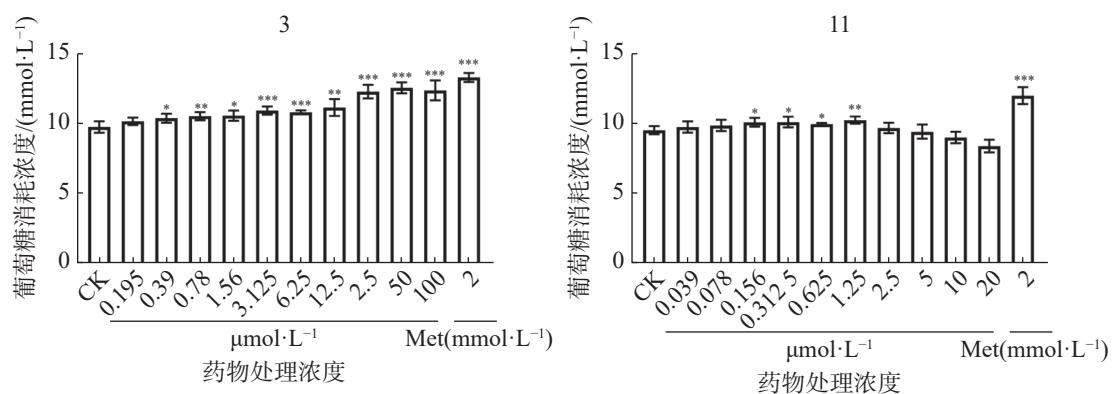 3
葡萄糖消耗浓度/(mmol·L⁻¹)
15
10
5
0
* ** * *** *** ** *** *** *** ***
CK 0.195 0.39 0.78 1.56 3.125 6.25 12.5 2.5 50 100 2
μmol·L⁻¹ Met(mmol·L⁻¹)
药物处理浓度
11
葡萄糖消耗浓度/(mmol·L⁻¹)
15
10
5
0
* * * ** ***
CK 0.039 0.078 0.156 0.312 5 0.625 1.25 2.5 5 10 20 2
μmol·L⁻¹ Met(mmol·L⁻¹)
药物处理浓度